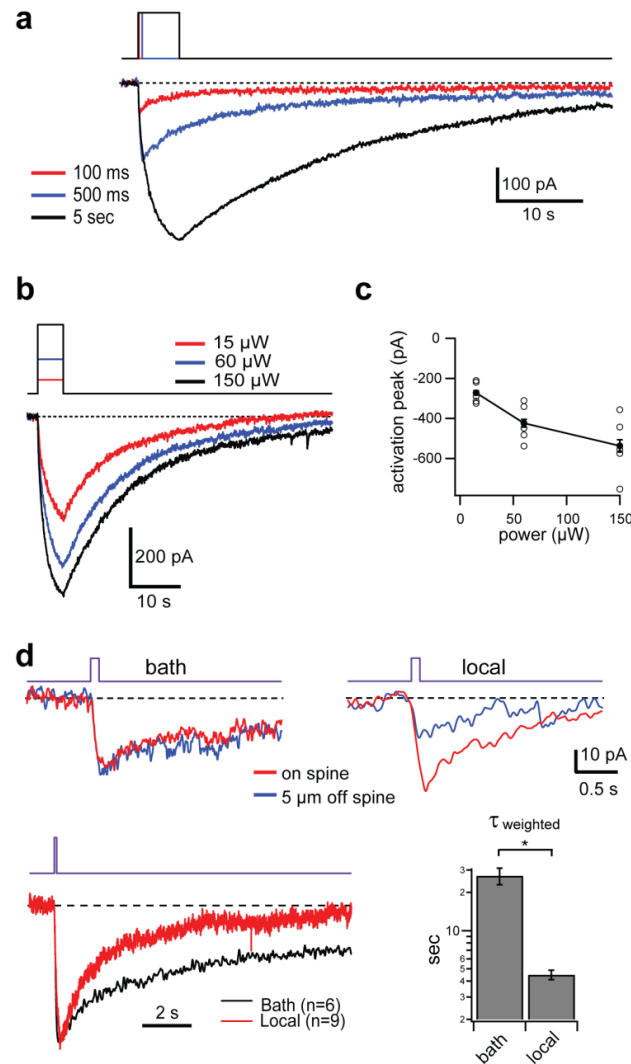 a
100 ms
500 ms
5 sec
100 pA
10 s
b
15 µW
60 µW
150 µW
200 pA
10 s
c
activation peak (pA)
0
-200
-400
-600
0
50
100
150
power (µW)
d
bath
local
on spine
5 µm off spine
10 pA
0.5 s
2 s
Bath (n=6)
Local (n=9)
τ weighted
*
sec
3
2
10
6
5
4
3
2
bath
local